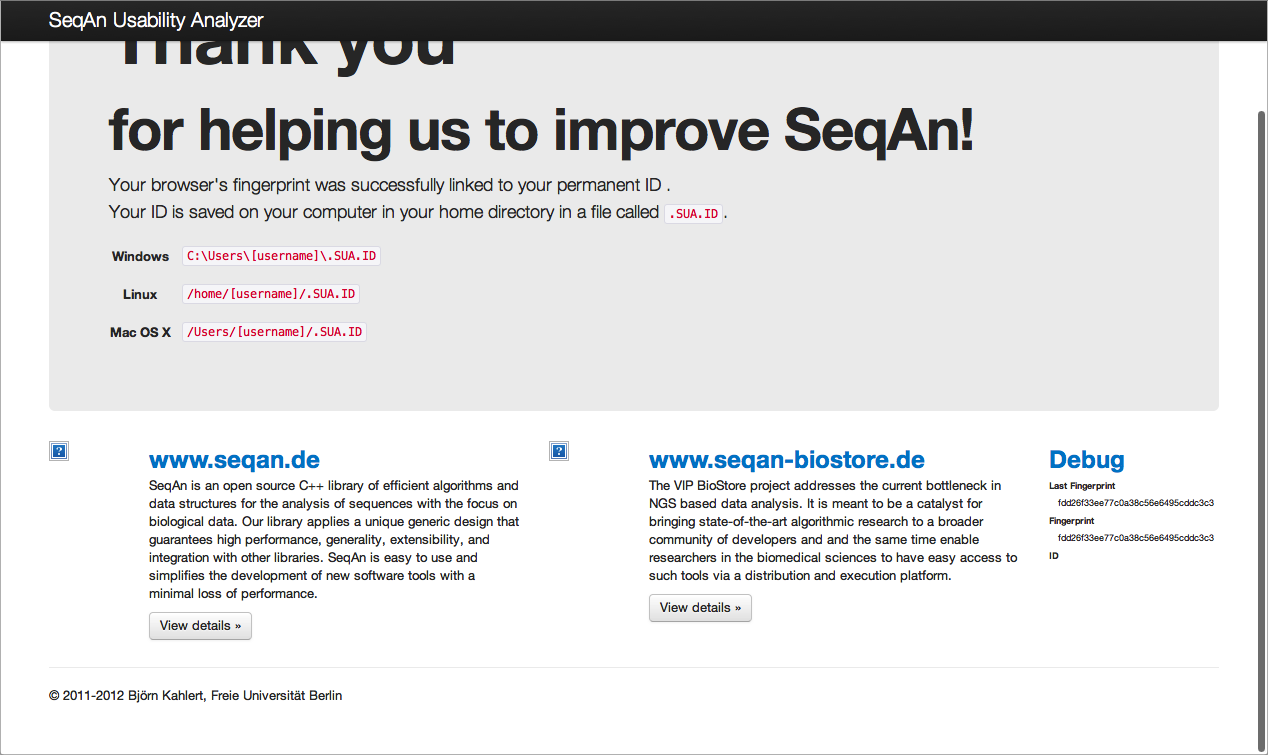 SeqAn Usability Analyzer
Thank you
for helping us to improve SeqAn!
Your browser's fingerprint was successfully linked to your permanent ID .
Your ID is saved on your computer in your home directory in a file called .SUA.ID.
Windows C:\Users\[username]\.SUA.ID
Linux /home/[username]/.SUA.ID
Mac OS X /Users/[username]/.SUA.ID
www.seqan.de
SeqAn is an open source C++ library of efficient algorithms and
data structures for the analysis of sequences with the focus on
biological data. Our library applies a unique generic design that
guarantees high performance, generality, extensibility, and
integration with other libraries. SeqAn is easy to use and
simplifies the development of new software tools with a
minimal loss of performance.
View details »
www.seqan-biostore.de
The VIP BioStore project addresses the current bottleneck in
NGS based data analysis. It is meant to be a catalyst for
bringing state-of-the-art algorithmic research to a broader
community of developers and and the same time enable
researchers in the biomedical sciences to have easy access to
such tools via a distribution and execution platform.
View details »
Debug
Last Fingerprint
fdd26f33ee77c0a38c56e6495cddc3c3
Fingerprint
fdd26f33ee77c0a38c56e6495cddc3c3
ID
© 2011-2012 Björn Kahlert, Freie Universität Berlin